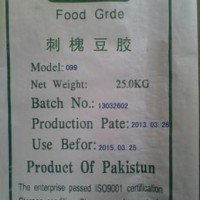 Food Grde
刺槐豆胶
Model: 099
Net Weight: 25.0KG
Batch No.: 13032602
Production Pate: 2013.03.26
Use Befor: 2015.03.25
Product Of Pakistun
The enterprise passed ISO9001 certification